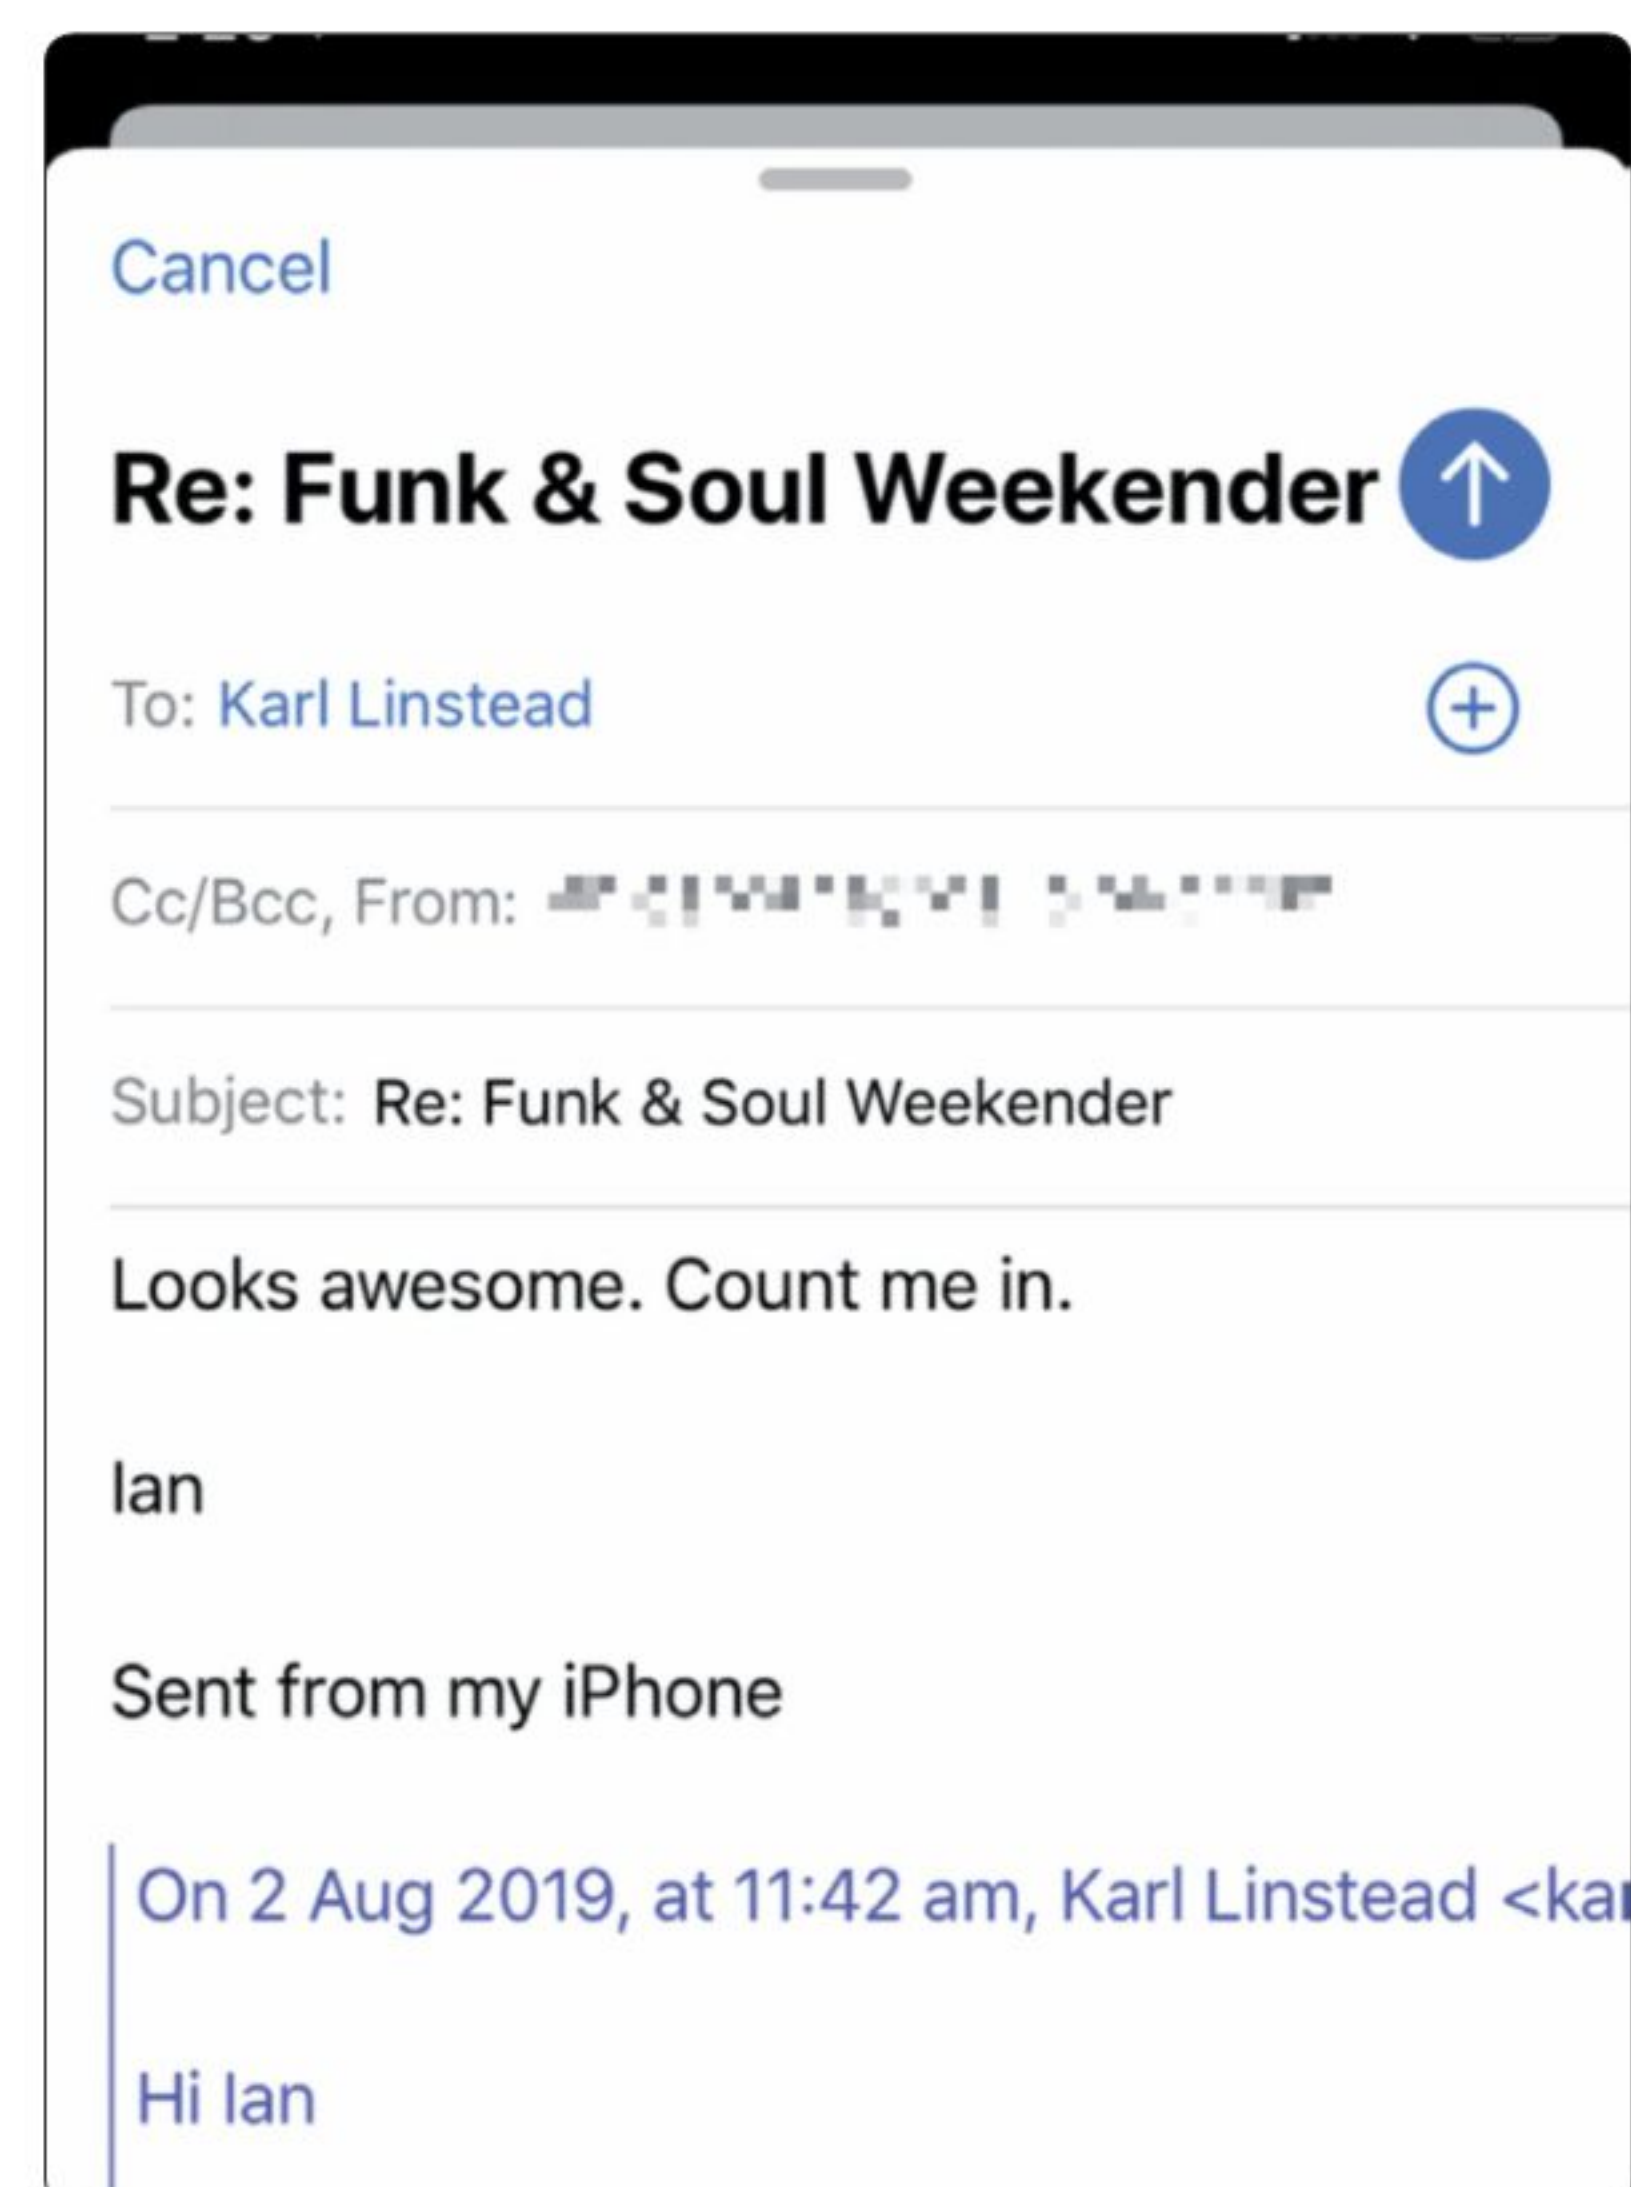 Cancel
Re: Funk & Soul Weekender
To: Karl Linstead
Cc/Bcc, From:
Subject: Re: Funk & Soul Weekender
Looks awesome. Count me in.
Ian
Sent from my iPhone
On 2 Aug 2019, at 11:42 am, Karl Linstead <kar
Hi Ian